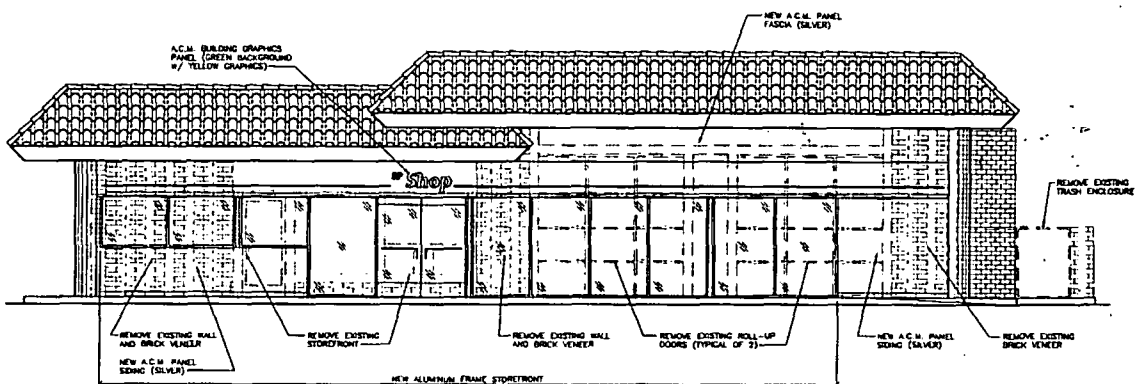 NEW A.C.M. PANEL
FASCIA (SILVER)
A.C.M. BUILDING GRAPHICS
PANEL (GREEN BACKGROUND
W/ YELLOW GRAPHICS)
BP Shop
REMOVE EXISTING
TRASH ENCLOSURE
REMOVE EXISTING WALL
AND BRICK VENEER
NEW A.C.M. PANEL
SIDING (SILVER)
REMOVE EXISTING
STOREFRONT
REMOVE EXISTING WALL
AND BRICK VENEER
REMOVE EXISTING ROLL-UP
DOORS (TYPICAL OF 2)
NEW A.C.M. PANEL
SIDING (SILVER)
REMOVE EXISTING
BRICK VENEER
NEW ALUMINUM FRAME STOREFRONT